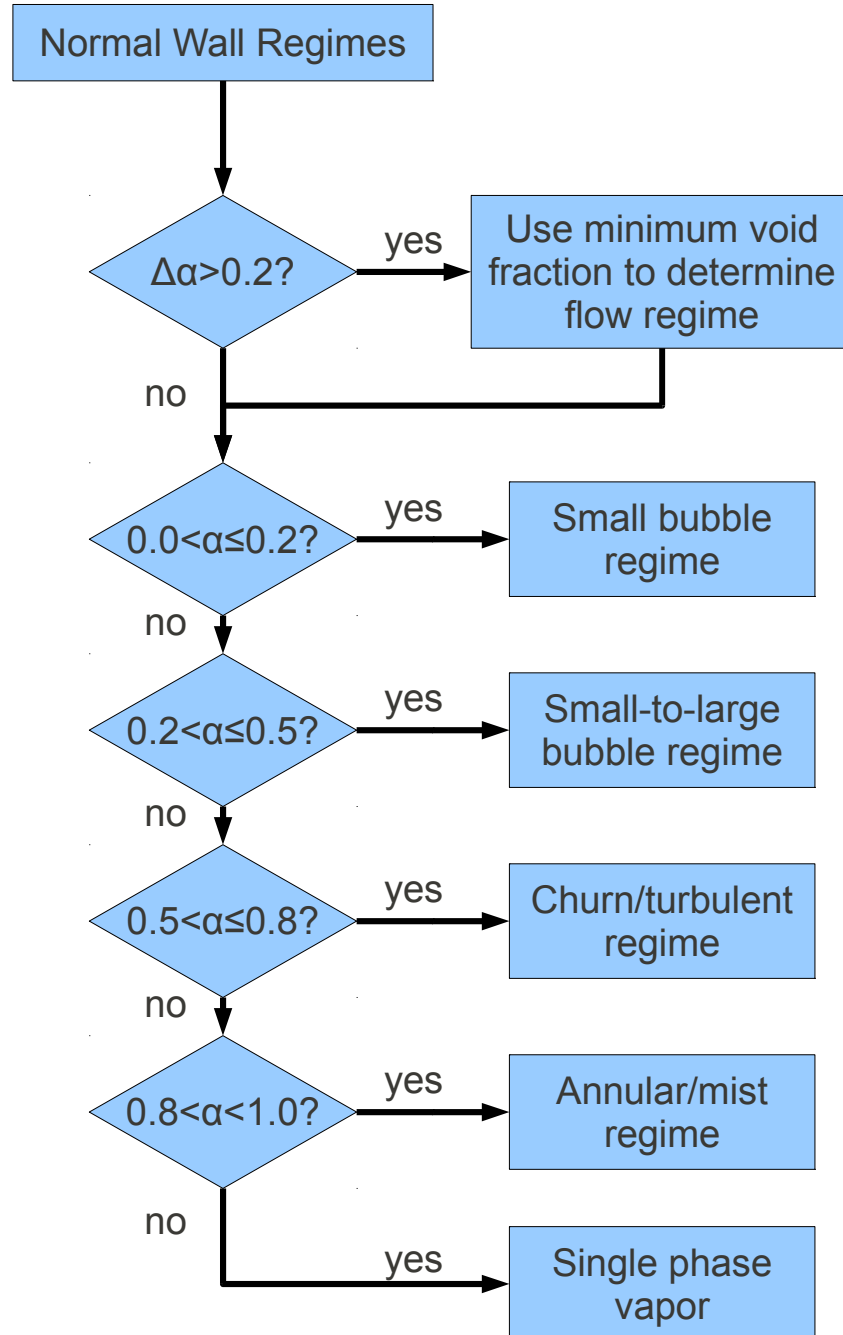 Normal Wall Regimes
Δα>0.2?
yes
Use minimum void
fraction to determine
flow regime
no
0.0<α≤0.2?
yes
Small bubble
regime
no
0.2<α≤0.5?
yes
Small-to-large
bubble regime
no
0.5<α≤0.8?
yes
Churn/turbulent
regime
no
0.8<α<1.0?
yes
Annular/mist
regime
no
yes
Single phase
vapor